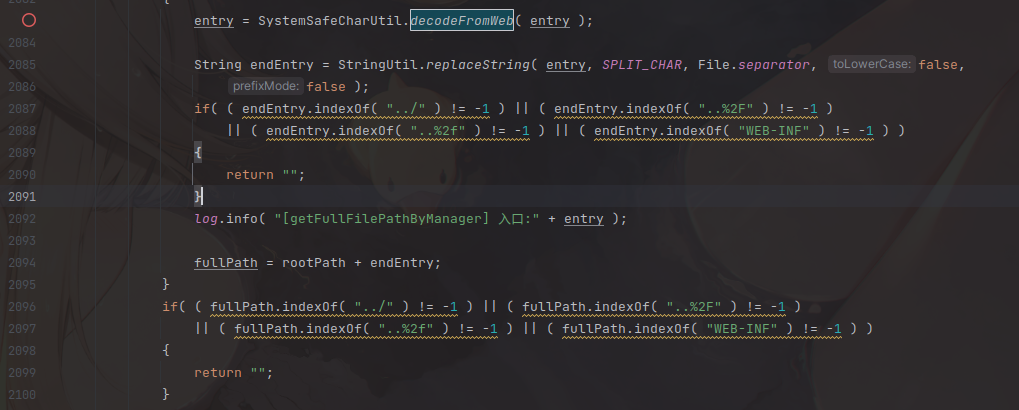 {
entry = SystemSafeCharUtil.decodeFromWeb( entry );
2084
2085 String endEntry = StringUtil.replaceString( entry, SPLIT_CHAR, File.separator, toLowerCase: false,
2086 prefixMode: false );
2087 if( ( endEntry.indexOf( "../" ) != -1 ) || ( endEntry.indexOf( "..%2F" ) != -1 )
2088 || ( endEntry.indexOf( "..%2f" ) != -1 ) || ( endEntry.indexOf( "WEB-INF" ) != -1 ) )
2089 {
2090 return "";
2091 }
2092 log.info( "[getFullFilePathByManager] 入口:" + entry );
2093
2094 fullPath = rootPath + endEntry;
2095 }
2096 if( ( fullPath.indexOf( "../" ) != -1 ) || ( fullPath.indexOf( "..%2F" ) != -1 )
2097 || ( fullPath.indexOf( "..%2f" ) != -1 ) || ( fullPath.indexOf( "WEB-INF" ) != -1 ) )
2098 {
2099 return "";
2100 }